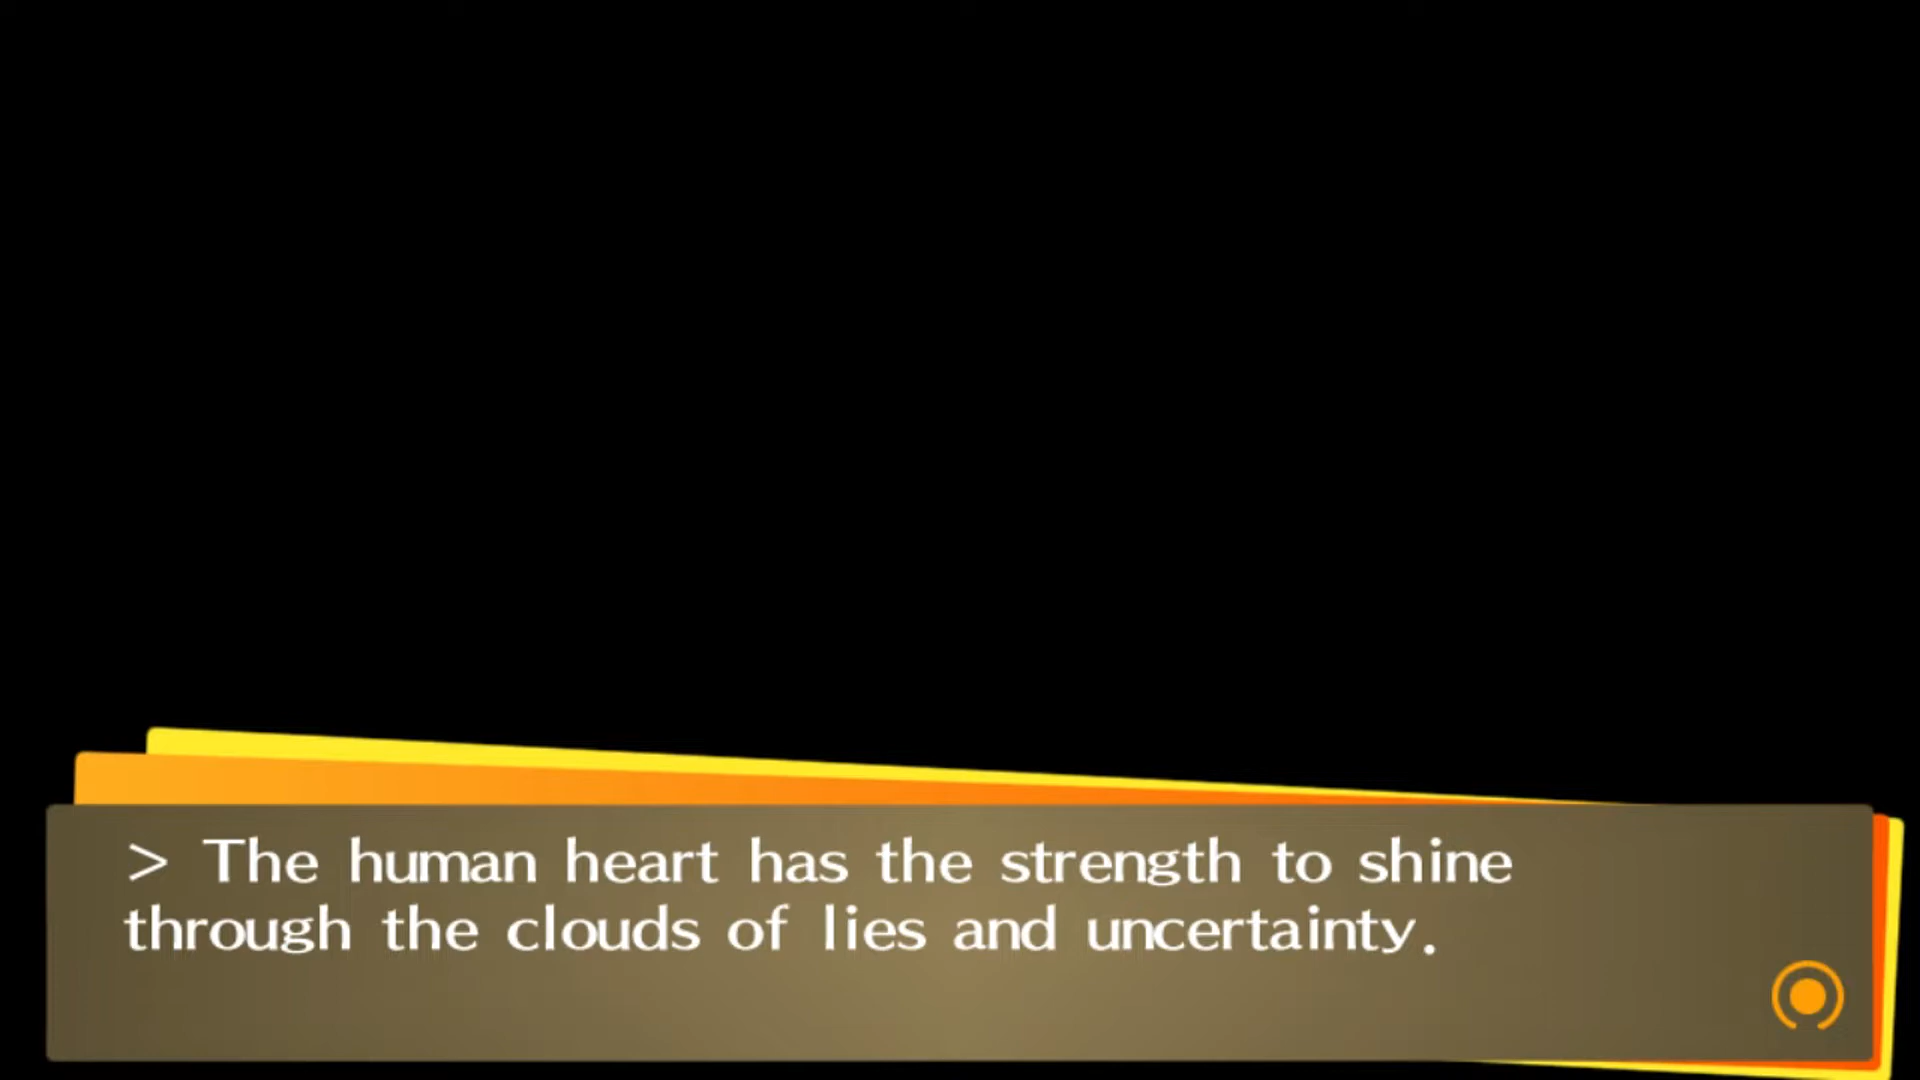 > The human heart has the strength to shine
through the clouds of lies and uncertainty.